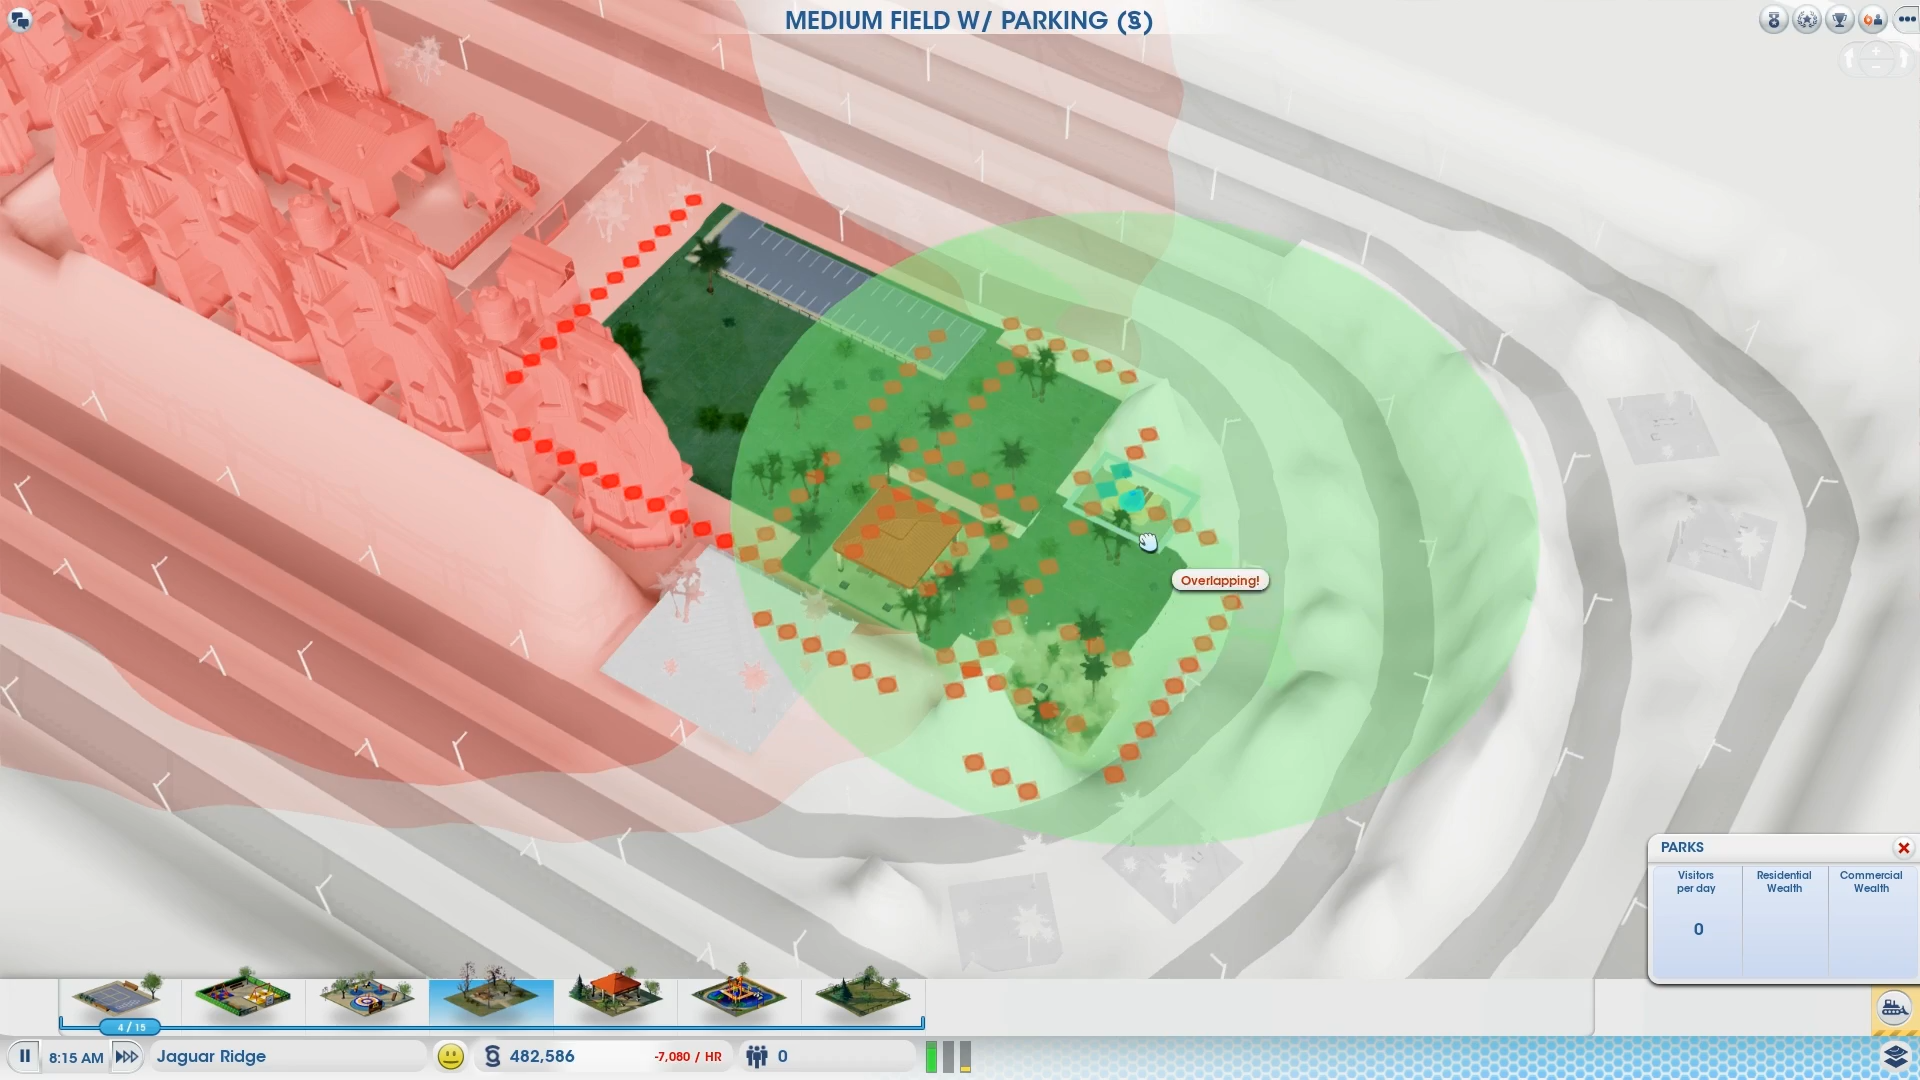 MEDIUM FIELD W/ PARKING (§)
Overlapping!
PARKS
Visitors
per day
Residential
Wealth
Commercial
Wealth
0
4 / 15
8:15 AM
Jaguar Ridge
482,586
-7,080 / HR
0